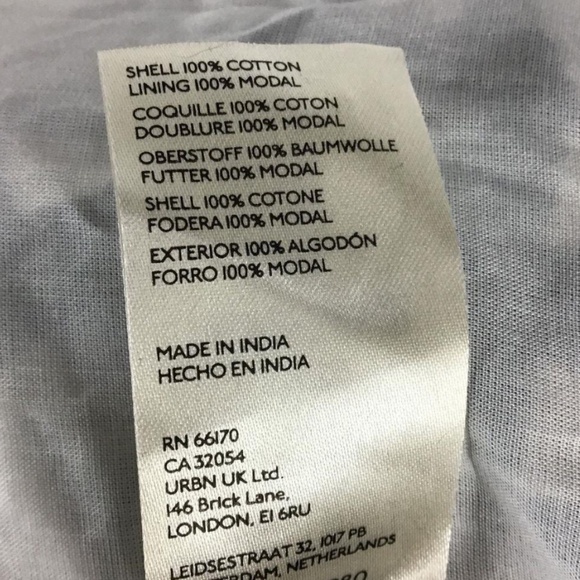 SHELL 100% COTTON
LINING 100% MODAL
COQUILLE 100% COTON
DOUBLURE 100% MODAL
OBERSTOFF 100% BAUMWOLLE
FUTTER 100% MODAL
SHELL 100% COTONE
FODERA 100% MODAL
EXTERIOR 100% ALGODÓN
FORRO 100% MODAL
MADE IN INDIA
HECHO EN INDIA
RN 66170
CA 32054
URBN UK Ltd.
146 Brick Lane,
LONDON, E1 6RU
LEIDSESTRAAT 32, 1017 PB
NETHERLANDS